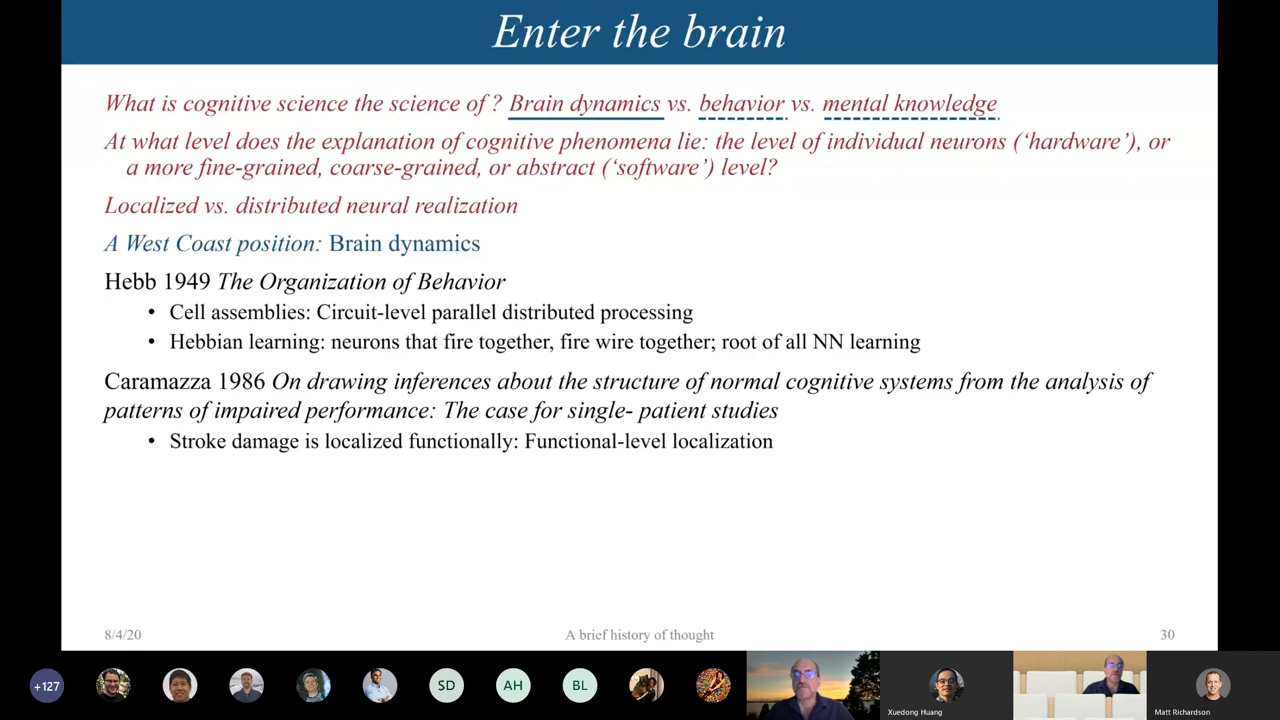 Enter the brain
What is cognitive science the science of ? Brain dynamics vs. behavior vs. mental knowledge
At what level does the explanation of cognitive phenomena lie: the level of individual neurons (‘hardware’), or
a more fine-grained, coarse-grained, or abstract (‘software’) level?
Localized vs. distributed neural realization
A West Coast position: Brain dynamics
Hebb 1949 The Organization of Behavior
• Cell assemblies: Circuit-level parallel distributed processing
• Hebbian learning: neurons that fire together, fire wire together; root of all NN learning
Caramazza 1986 On drawing inferences about the structure of normal cognitive systems from the analysis of
patterns of impaired performance: The case for single- patient studies
• Stroke damage is localized functionally: Functional-level localization
8/4/20 A brief history of thought 30
+127 SD AH BL
Xuedong Huang Matt Richardson